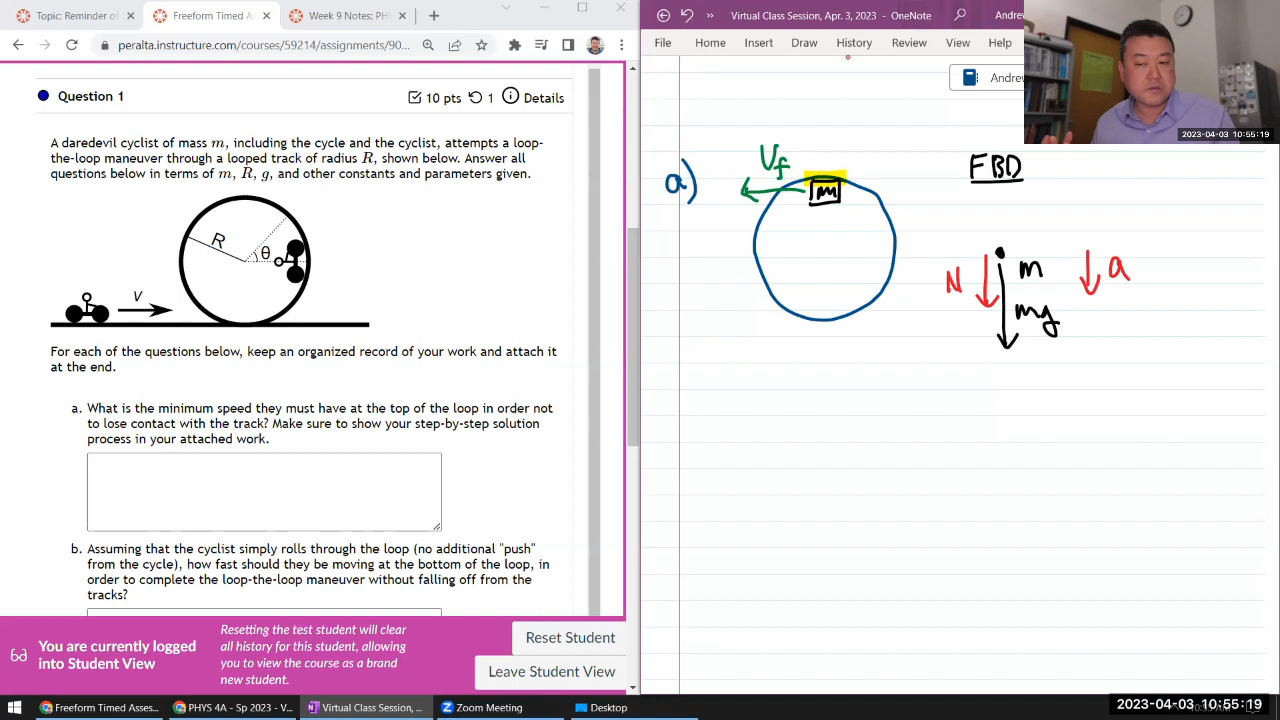 Topic: Reminder of
Freeform Timed A
Week 9 Notes: PH
peralta.instructure.com/courses/59214/assignments/90...
Question 1
10 pts
1
Details
A daredevil cyclist of mass m, including the cycle and the cyclist, attempts a loop-
the-loop maneuver through a looped track of radius R, shown below. Answer all
questions below in terms of m, R, g, and other constants and parameters given.
R
θ
v
For each of the questions below, keep an organized record of your work and attach it
at the end.
a. What is the minimum speed they must have at the top of the loop in order not
to lose contact with the track? Make sure to show your step-by-step solution
process in your attached work.
b. Assuming that the cyclist simply rolls through the loop (no additional "push"
from the cycle), how fast should they be moving at the bottom of the loop, in
order to complete the loop-the-loop maneuver without falling off from the
tracks?
You are currently logged
into Student View
Resetting the test student will clear
all history for this student, allowing
you to view the course as a brand
new student.
Reset Student
Leave Student View
Virtual Class Session, Apr. 3, 2023 - OneNote
Andre
File Home Insert Draw History Review View Help
Andrew
2023-04-03 10:55:19
a)
Vf
m
FBD
N
m
mg
a
Freeform Timed Asses...
PHYS 4A - Sp 2023 - V...
Virtual Class Session, ...
Zoom Meeting
Desktop
2023-04-03 10:55:19